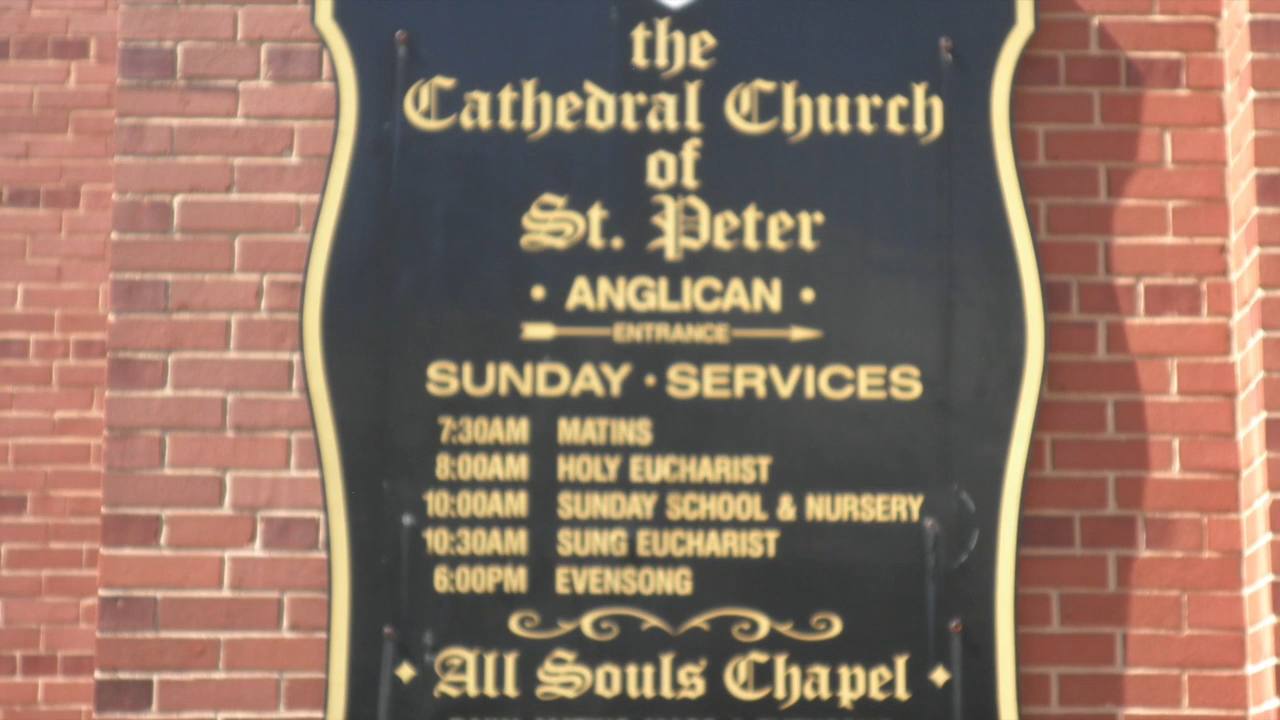 the
Cathedral Church
of
St. Peter
• ANGLICAN •
ENTRANCE
SUNDAY · SERVICES
7:30AM MATINS
8:00AM HOLY EUCHARIST
10:00AM SUNDAY SCHOOL & NURSERY
10:30AM SUNG EUCHARIST
6:00PM EVENSONG
All Souls Chapel